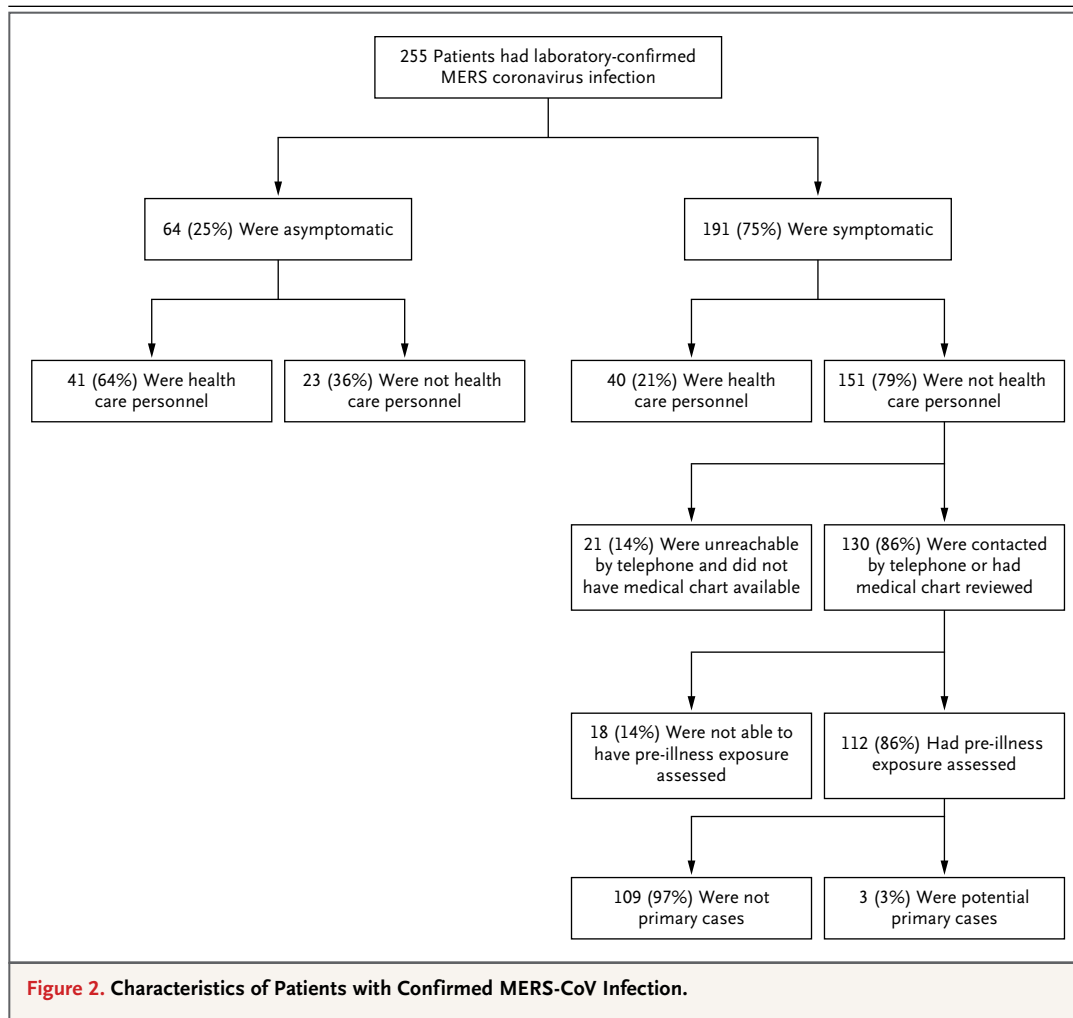 255 Patients had laboratory-confirmed
MERS coronavirus infection
64 (25%) Were asymptomatic
191 (75%) Were symptomatic
41 (64%) Were health
care personnel
23 (36%) Were not health
care personnel
40 (21%) Were health
care personnel
151 (79%) Were not health
care personnel
21 (14%) Were unreachable
by telephone and did not
have medical chart available
130 (86%) Were contacted
by telephone or had
medical chart reviewed
18 (14%) Were not able to
have pre-illness exposure
assessed
112 (86%) Had pre-illness
exposure assessed
109 (97%) Were not
primary cases
3 (3%) Were potential
primary cases
Figure 2. Characteristics of Patients with Confirmed MERS-CoV Infection.